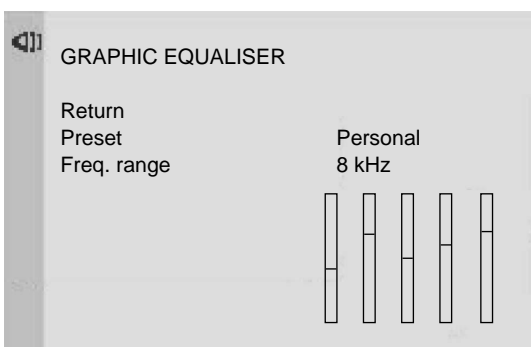 GRAPHIC EQUALISER
Return
Preset Personal
Freq. range 8 kHz